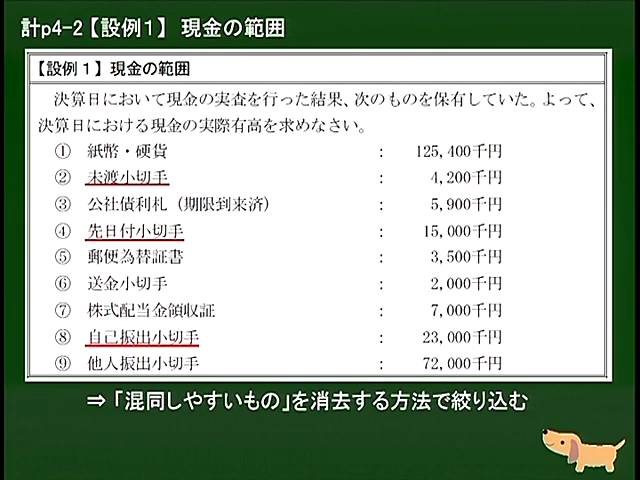 計p4-2【設例1】 現金の範囲
【設例1】現金の範囲
決算日において現金の実査を行った結果、次のものを保有していた。よって、
決算日における現金の実際有高を求めなさい。
① 紙幣・硬貨 : 125,400千円
② 未渡小切手 : 4,200千円
③ 公社債利札(期限到来済) : 5,900千円
④ 先日付小切手 : 15,000千円
⑤ 郵便為替証書 : 3,500千円
⑥ 送金小切手 : 2,000千円
⑦ 株式配当金領収証 : 7,000千円
⑧ 自己振出小切手 : 23,000千円
⑨ 他人振出小切手 : 72,000千円
⇒「混同しやすいもの」を消去する方法で絞り込む